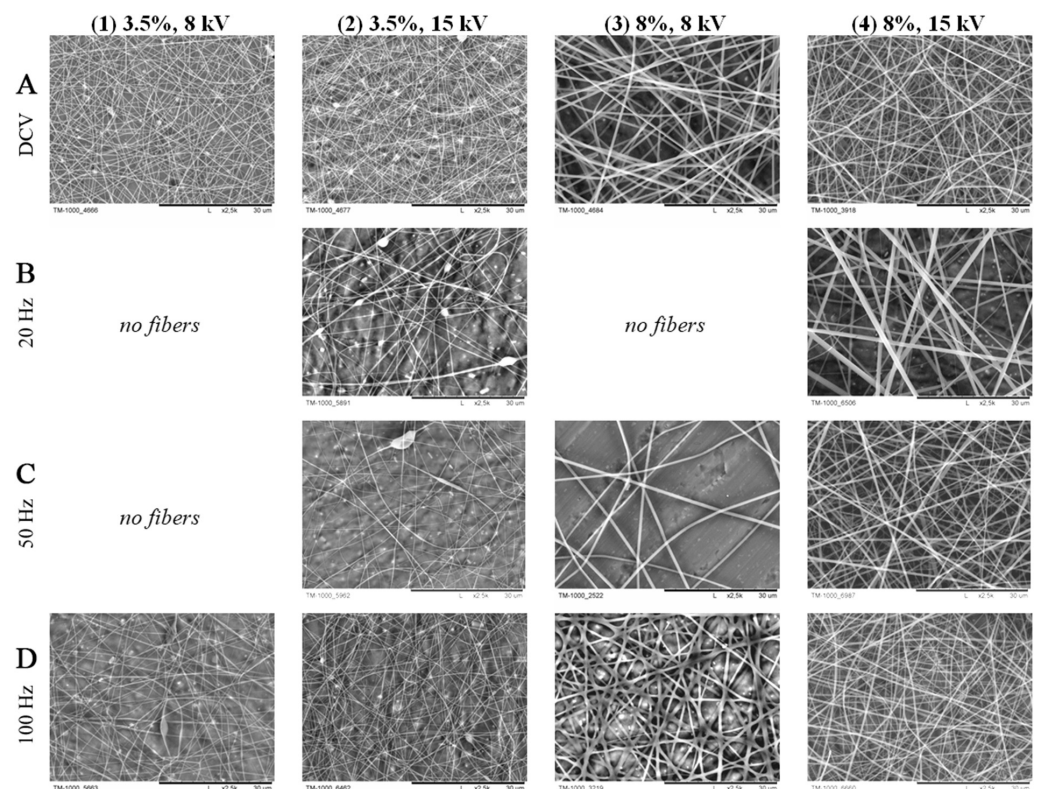 (1) 3.5%, 8 kV (2) 3.5%, 15 kV (3) 8%, 8 kV (4) 8%, 15 kV
A
DCV
TM-1000_4666 L x2,5k 30 um
TM-1000_4677 L x2,5k 30 um
TM-1000_4684 L x2,5k 30 um
TM-1000_3918 L x2,5k 30 um
B
20 Hz
no fibers
TM-1000_5891 L x2,5k 30 um
no fibers
TM-1000_6506 L x2,5k 30 um
C
50 Hz
no fibers
TM-1000_5962 L x2,5k 30 um
TM-1000_2522 L x2,5k 30 um
TM-1000_6987 L x2,5k 30 um
D
100 Hz
TM-1000_5663 L x2,5k 30 um
TM-1000_6462 L x2,5k 30 um
TM-1000_3219 L x2,5k 30 um
TM-1000_6660 L x2,5k 30 um